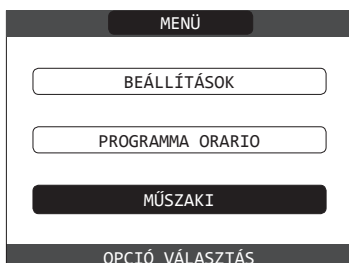 MENÜ
BEÁLLÍTÁSOK
PROGRAMMA ORARIO
MŰSZAKI
OPCIÓ VÁLASZTÁS